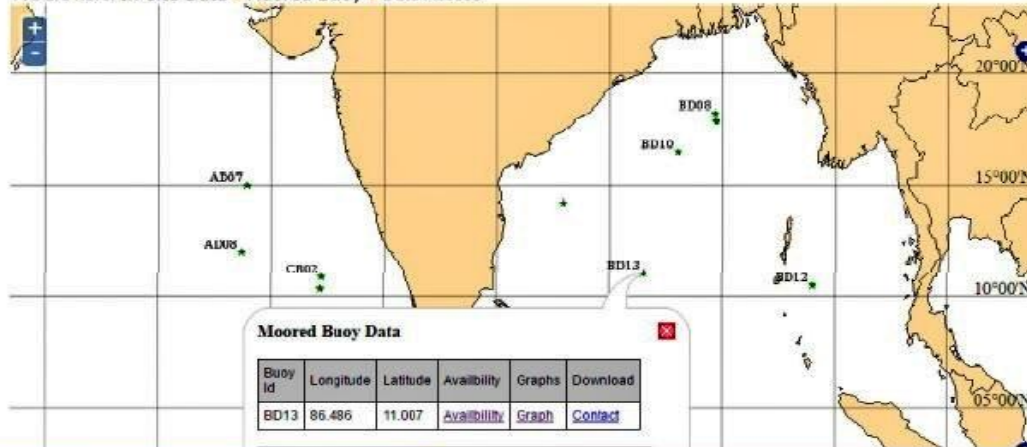 +
-
20°00'N
BD08
BD10
15°00'N
AD08
CB02
BD13
BD12
10°00'N
Moored Buoy Data
Buoy Id Longitude Latitude Availbility Graphs Download
BD13 86.486 11.007 Availbility Graph Contact
05°00'N